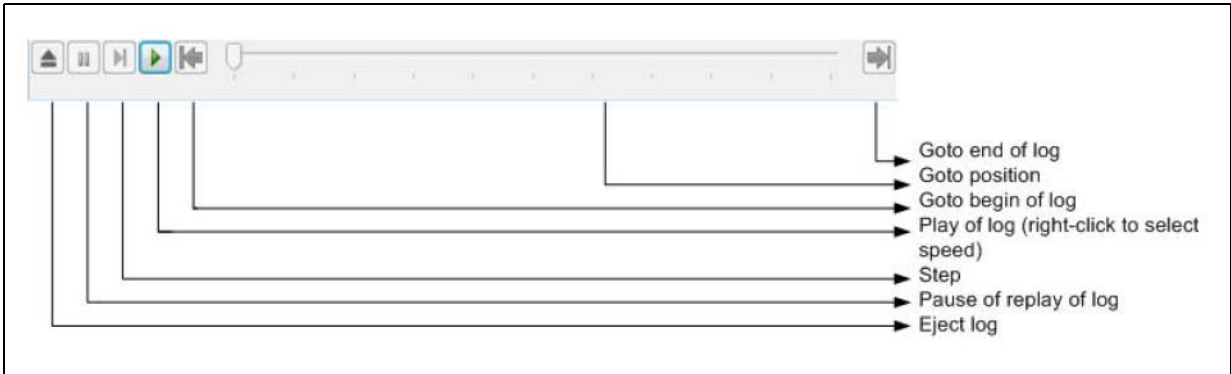 Goto end of log
Goto position
Goto begin of log
Play of log (right-click to select
speed)
Step
Pause of replay of log
Eject log